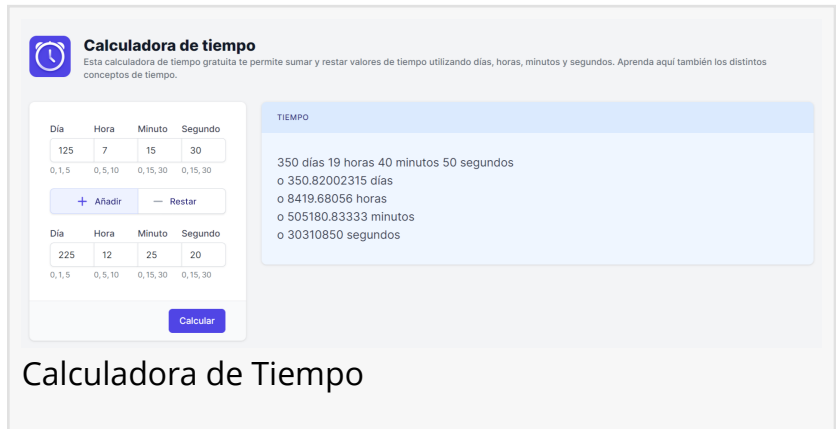 Calculadora de tiempo
Esta calculadora de tiempo gratuita te permite sumar y restar valores de tiempo utilizando días, horas, minutos y segundos. Aprenda aquí también los distintos
conceptos de tiempo.
Día Hora Minuto Segundo
125 7 15 30
0, 1, 5 0, 5, 10 0, 15, 30 0, 15, 30
+ Añadir — Restar
Día Hora Minuto Segundo
225 12 25 20
0, 1, 5 0, 5, 10 0, 15, 30 0, 15, 30
Calcular
TIEMPO
350 días 19 horas 40 minutos 50 segundos
o 350.82002315 días
o 8419.68056 horas
o 505180.83333 minutos
o 30310850 segundos
Calculadora de Tiempo